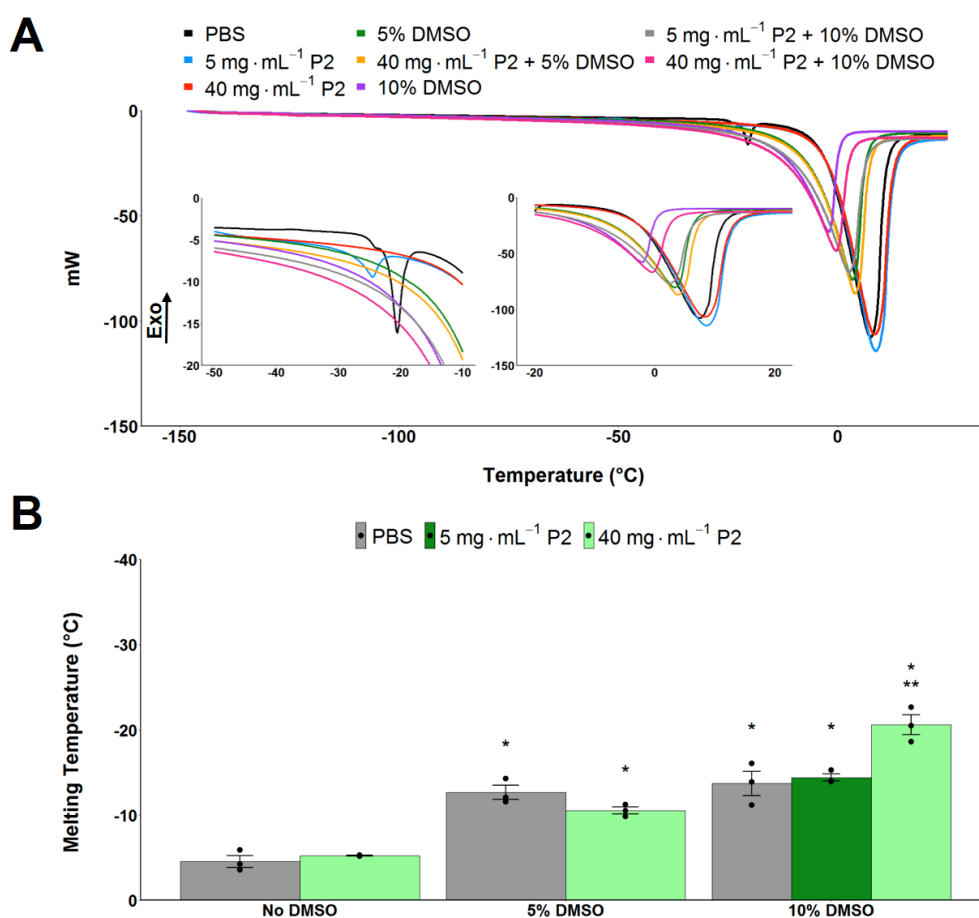 A
PBS
5% DMSO
5 mg · mL⁻¹ P2 + 10% DMSO
5 mg · mL⁻¹ P2
40 mg · mL⁻¹ P2 + 5% DMSO
40 mg · mL⁻¹ P2 + 10% DMSO
40 mg · mL⁻¹ P2
10% DMSO
0
-50
-100
-150
mW
Exo
0
-5
-10
-15
-20
-50
-40
-30
-20
-10
0
-50
-100
-150
-20
0
20
-150
-100
-50
0
Temperature (°C)
B
PBS
5 mg · mL⁻¹ P2
40 mg · mL⁻¹ P2
-40
-30
-20
-10
0
Melting Temperature (°C)
*
*
*
*
*
**
No DMSO
5% DMSO
10% DMSO